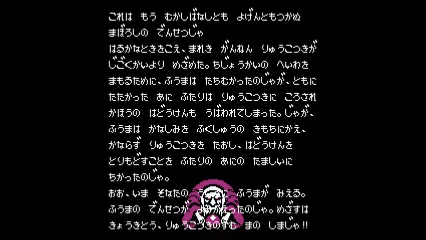 これは もう むかしばなしとも よげんともつかぬ
まぼろしの でんせつじゃ
はるかなときをこえ、まれき がんねん りゅうこつきが
じごくかいより めざめた。ちじょうかいの へいわを
まもるために、ふうまは たちむかったのじゃが、ともに
たたかった あに ふたりは りゅうこつきに ころされ
かほうの はどうけんも うばわれてしまった。じゃが、
ふうまは かなしみを ふくしゅうの きもちにかえ、
かならず りゅうこつきを たおし、はどうけんを
とりもどすことを ふたりの あにの たましいに
ちかったのじゃ。
おお、いま そなたの に ふうまが みえる。
ふうまの でんせつが ったのじゃ。めざすは
きょうきとう、りゅうこつきのすむ まの しまじゃ!!